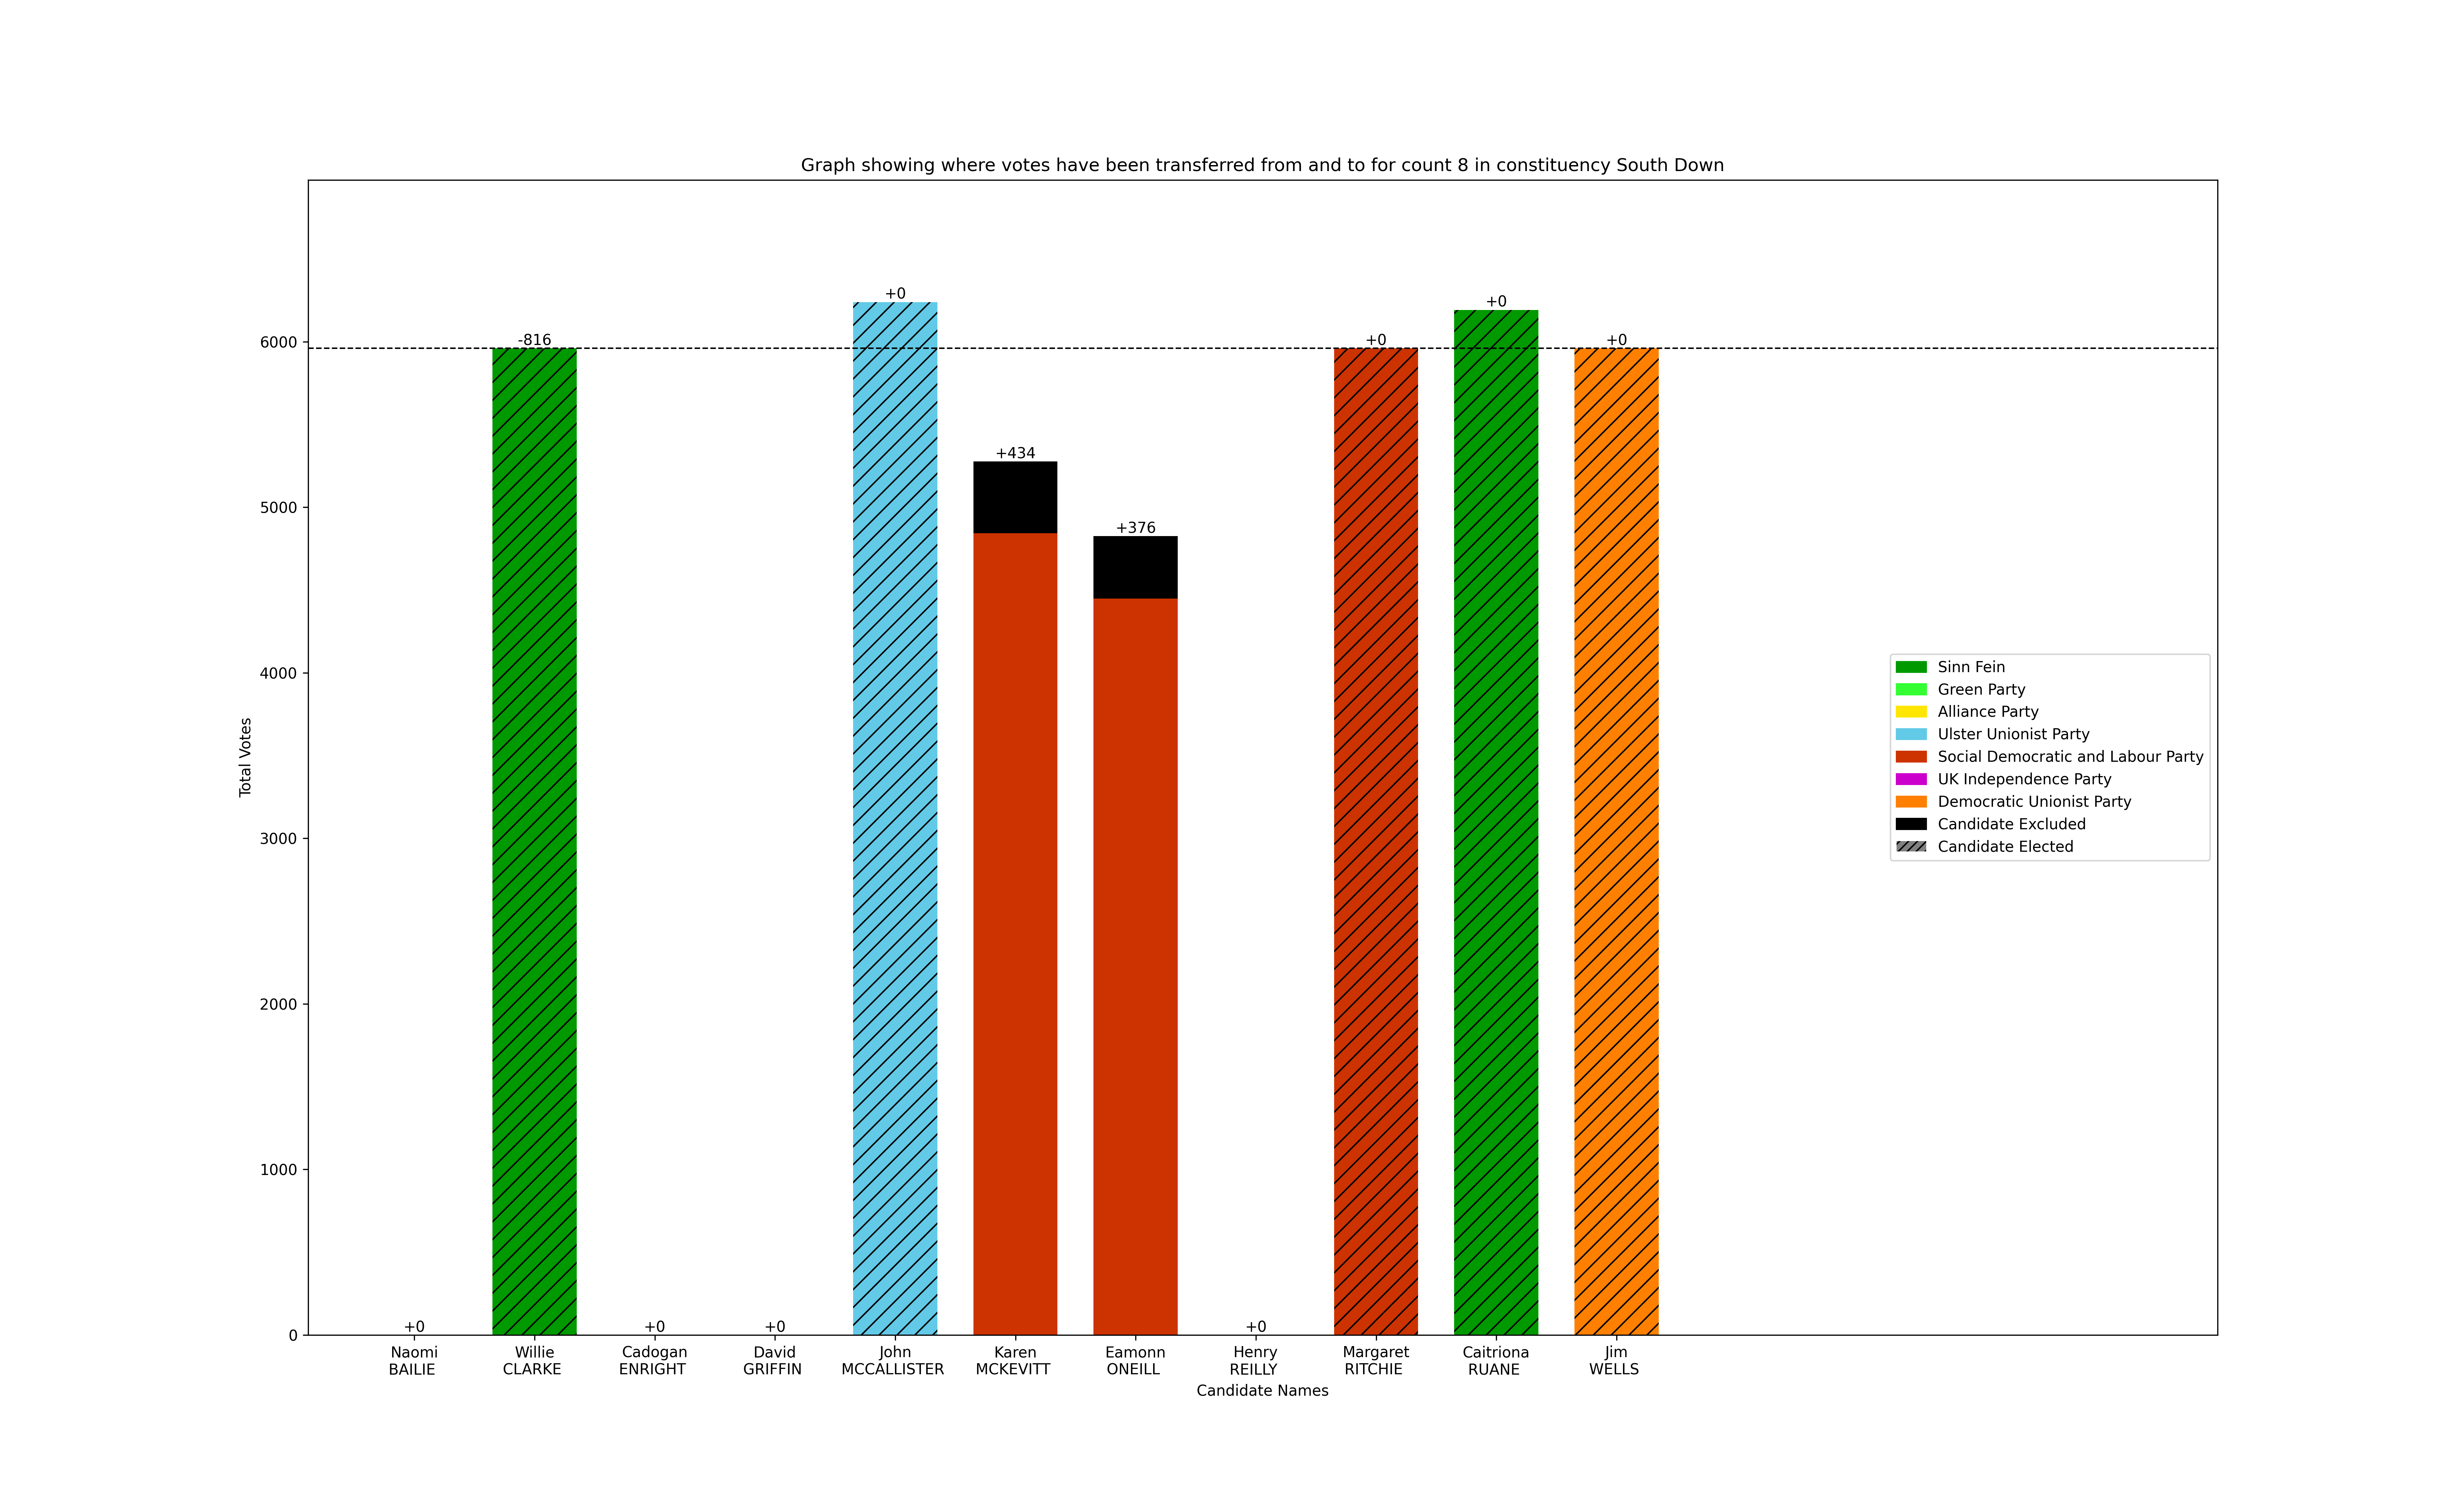 Graph showing where votes have been transferred from and to for count 8 in constituency South Down
Total Votes
6000
5000
4000
3000
2000
1000
0
+0
-816
+0
+0
+0
+434
+376
+0
+0
+0
+0
Naomi
BAILIE
Willie
CLARKE
Cadogan
ENRIGHT
David
GRIFFIN
John
MCCALLISTER
Karen
MCKEVITT
Eamonn
ONEILL
Henry
REILLY
Margaret
RITCHIE
Caitriona
RUANE
Jim
WELLS
Candidate Names
Sinn Fein
Green Party
Alliance Party
Ulster Unionist Party
Social Democratic and Labour Party
UK Independence Party
Democratic Unionist Party
Candidate Excluded
Candidate Elected